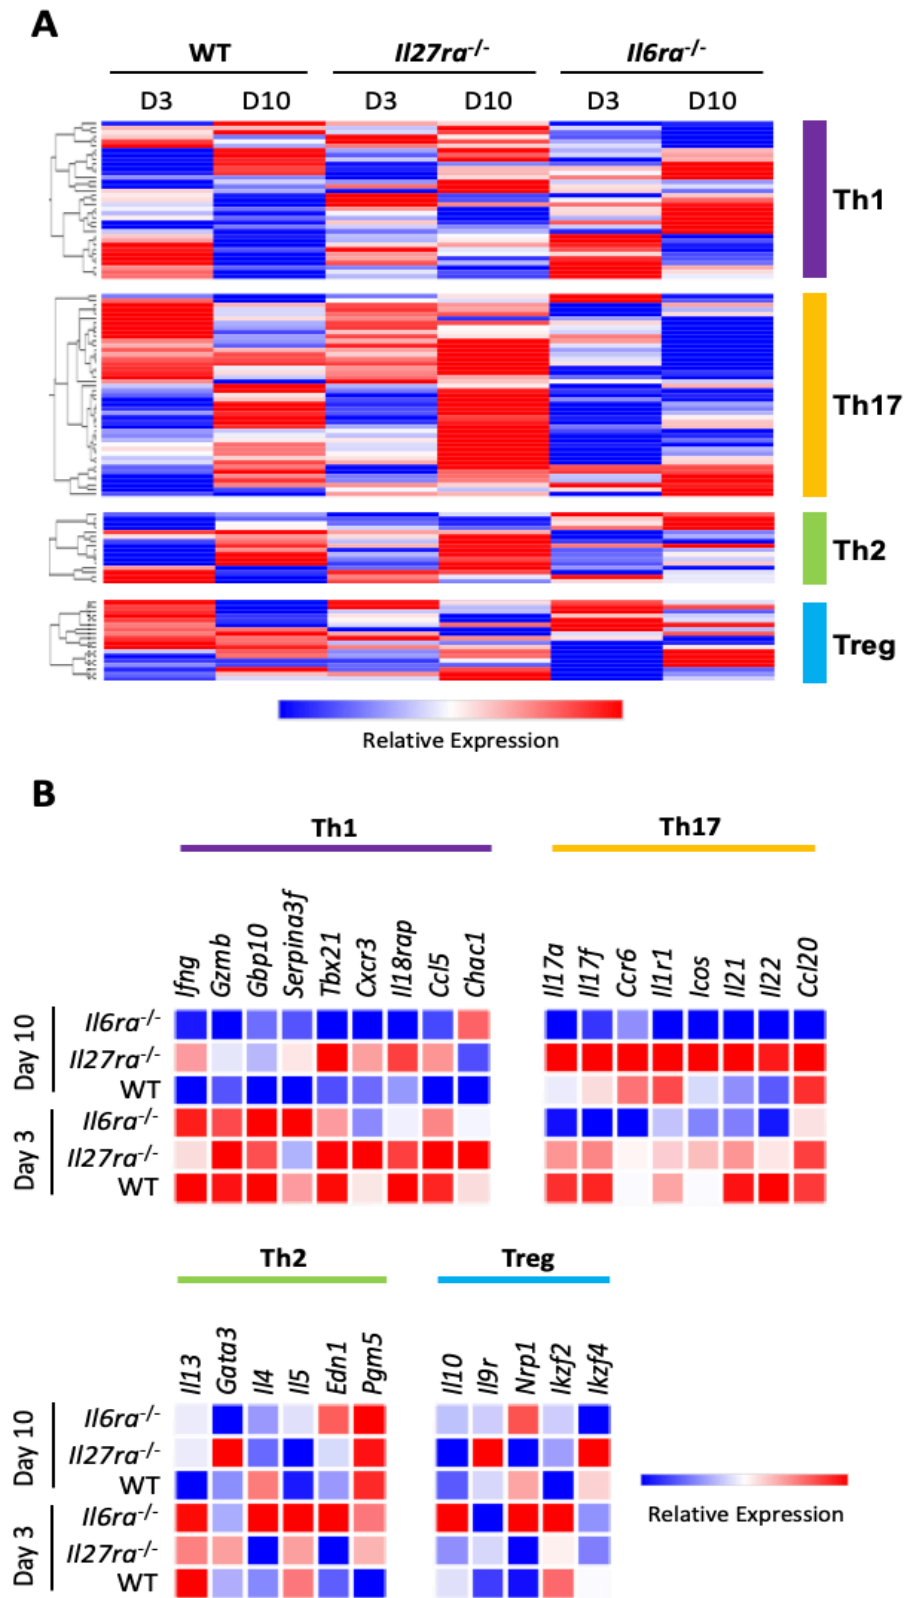 A
WT Il27ra-/- Il6ra-/-
D3 D10 D3 D10 D3 D10
Th1
Th17
Th2
Treg
Relative Expression
B
Th1 Th17
Ifng Gzmb Gbp10 Serpina3f Tbx21 Cxcr3 Il18rap Ccl5 Chac1 Il17a Il17f Ccr6 Il1r1 Icos Il21 Il22 Ccl20
Day 10
Il6ra-/-
Il27ra-/-
WT
Day 3
Il6ra-/-
Il27ra-/-
WT
Th2 Treg
Il13 Gata3 Il4 Il5 Edn1 Pgm5 Il10 Il9r Nrp1 Ikzf2 Ikzf4
Day 10
Il6ra-/-
Il27ra-/-
WT
Day 3
Il6ra-/-
Il27ra-/-
WT
Relative Expression